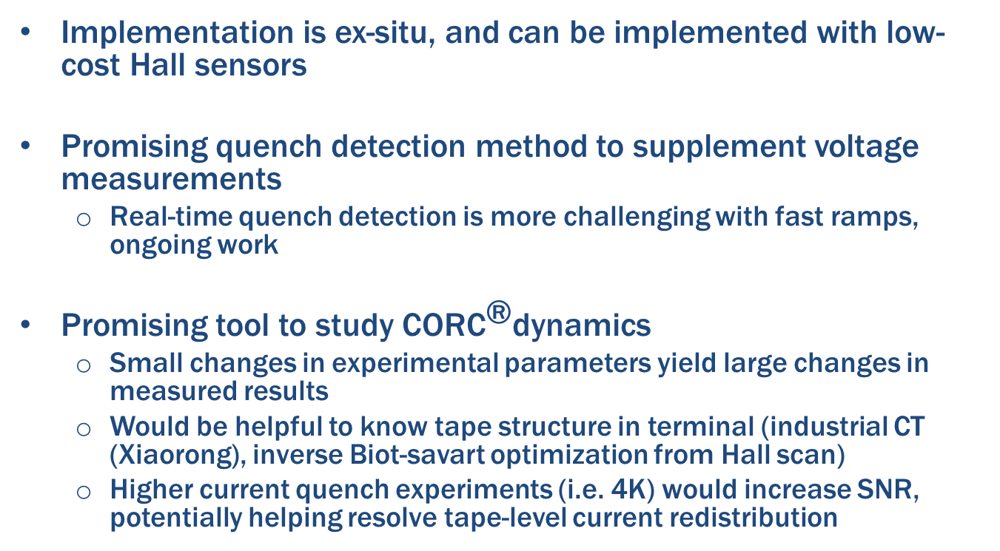 • Implementation is ex-situ, and can be implemented with low-
cost Hall sensors
• Promising quench detection method to supplement voltage
measurements
o Real-time quench detection is more challenging with fast ramps,
ongoing work
• Promising tool to study CORC® dynamics
o Small changes in experimental parameters yield large changes in
measured results
o Would be helpful to know tape structure in terminal (industrial CT
(Xiaorong), inverse Biot-savart optimization from Hall scan)
o Higher current quench experiments (i.e. 4K) would increase SNR,
potentially helping resolve tape-level current redistribution